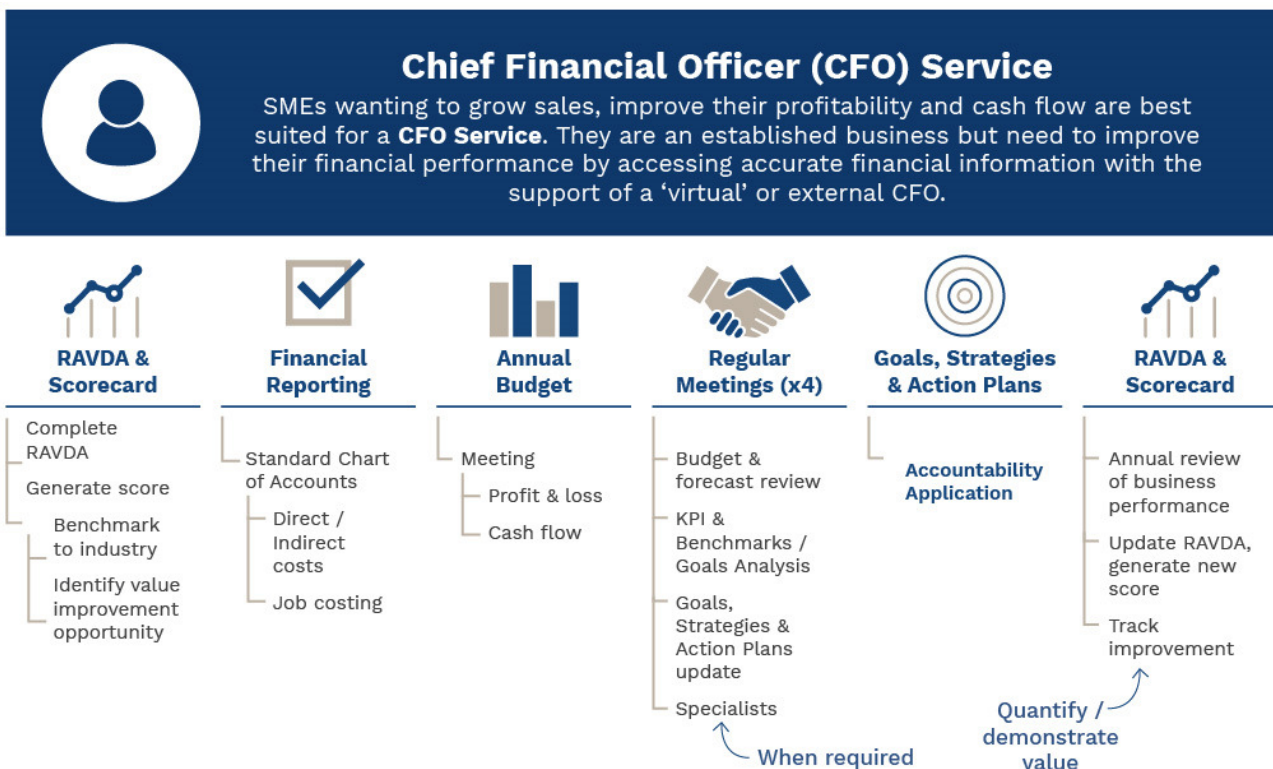 Chief Financial Officer (CFO) Service
SMEs wanting to grow sales, improve their profitability and cash flow are best
suited for a CFO Service. They are an established business but need to improve
their financial performance by accessing accurate financial information with the
support of a ‘virtual’ or external CFO.
RAVDA &
Scorecard
Complete
RAVDA
Generate score
Benchmark
to industry
Identify value
improvement
opportunity
Financial
Reporting
Standard Chart
of Accounts
Direct /
Indirect
costs
Job costing
Annual
Budget
Meeting
Profit & loss
Cash flow
Regular
Meetings (x4)
Budget &
forecast review
KPI &
Benchmarks /
Goals Analysis
Goals,
Strategies &
Action Plans
update
Specialists
When required
Goals, Strategies
& Action Plans
Accountability
Application
RAVDA &
Scorecard
Annual review
of business
performance
Update RAVDA,
generate new
score
Track
improvement
Quantify /
demonstrate
value